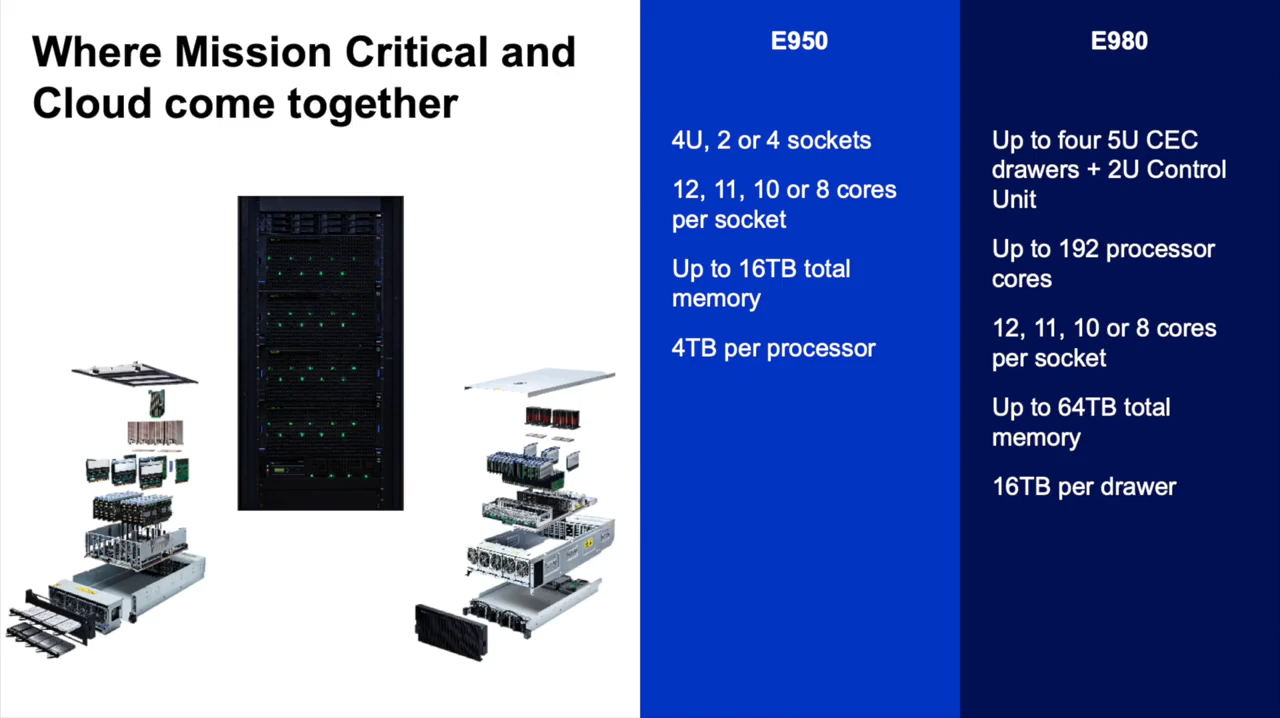 Where Mission Critical and
Cloud come together
E950
4U, 2 or 4 sockets
12, 11, 10 or 8 cores
per socket
Up to 16TB total
memory
4TB per processor
E980
Up to four 5U CEC
drawers + 2U Control
Unit
Up to 192 processor
cores
12, 11, 10 or 8 cores
per socket
Up to 64TB total
memory
16TB per drawer